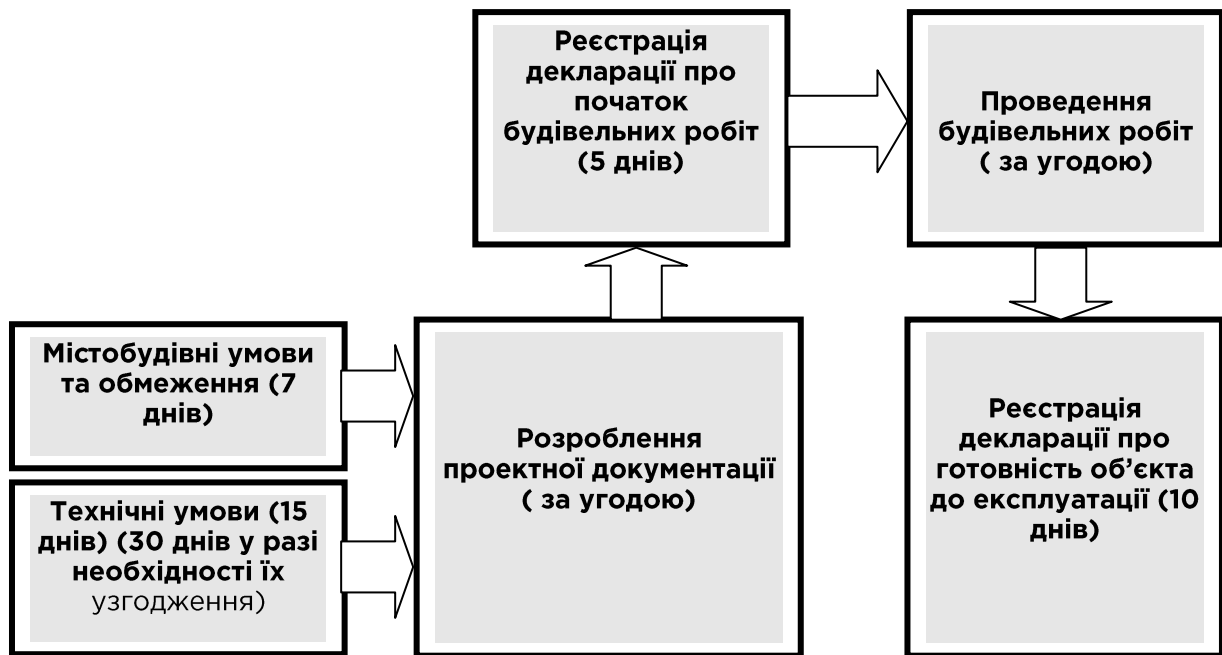 Реєстрація
декларації про
початок
будівельних робіт
(5 днів)
Проведення
будівельних робіт
( за угодою)
Містобудівні умови
та обмеження (7
днів)
Технічні умови (15
днів) (30 днів у разі
необхідності їх
узгодження)
Розроблення
проектної документації
( за угодою)
Реєстрація
декларації про
готовність об’єкта
до експлуатації (10
днів)